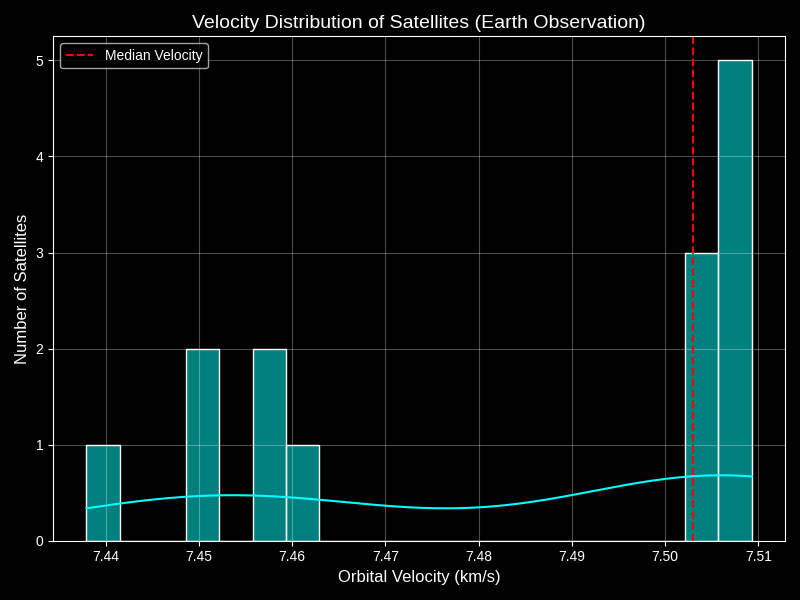 Velocity Distribution of Satellites (Earth Observation)
Median Velocity
5
4
3
2
1
0
Number of Satellites
7.44 7.45 7.46 7.47 7.48 7.49 7.50 7.51
Orbital Velocity (km/s)